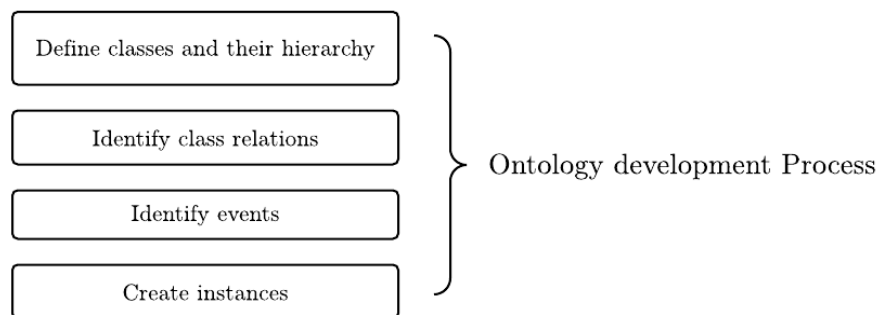 Define classes and their hierarchy
Identify class relations
Identify events
Create instances
Ontology development Process